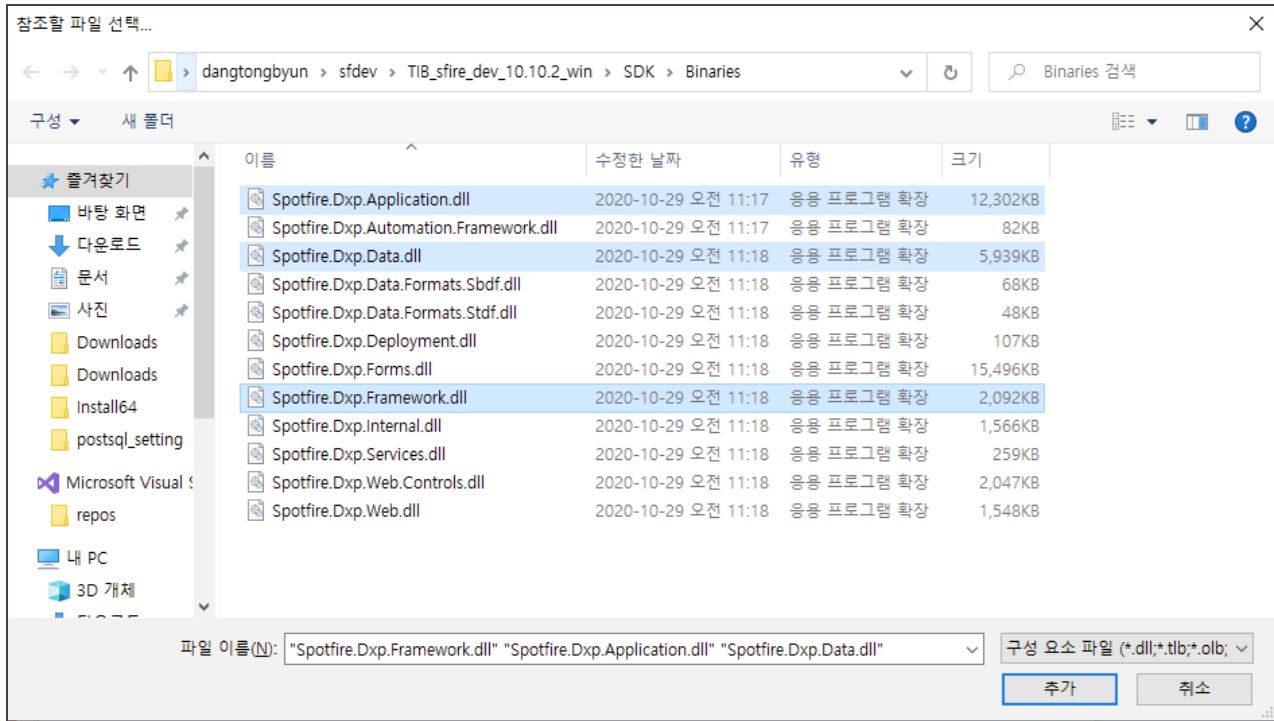 참조할 파일 선택...
dangtongbyun > sfdev > TIB_sfire_dev_10.10.2_win > SDK > Binaries
Binaries 검색
구성 새 폴더
이름 수정한 날짜 유형 크기
즐겨찾기
바탕 화면
다운로드
문서
사진
Downloads
Downloads
Install64
postsql_setting
Microsoft Visual
repos
내 PC
3D 개체
Spotfire.Dxp.Application.dll 2020-10-29 오전 11:17 응용 프로그램 확장 12,302KB
Spotfire.Dxp.Automation.Framework.dll 2020-10-29 오전 11:17 응용 프로그램 확장 82KB
Spotfire.Dxp.Data.dll 2020-10-29 오전 11:18 응용 프로그램 확장 5,939KB
Spotfire.Dxp.Data.Formats.Sbdf.dll 2020-10-29 오전 11:18 응용 프로그램 확장 68KB
Spotfire.Dxp.Data.Formats.Stdf.dll 2020-10-29 오전 11:18 응용 프로그램 확장 48KB
Spotfire.Dxp.Deployment.dll 2020-10-29 오전 11:18 응용 프로그램 확장 107KB
Spotfire.Dxp.Forms.dll 2020-10-29 오전 11:18 응용 프로그램 확장 15,496KB
Spotfire.Dxp.Framework.dll 2020-10-29 오전 11:18 응용 프로그램 확장 2,092KB
Spotfire.Dxp.Internal.dll 2020-10-29 오전 11:18 응용 프로그램 확장 1,566KB
Spotfire.Dxp.Services.dll 2020-10-29 오전 11:18 응용 프로그램 확장 259KB
Spotfire.Dxp.Web.Controls.dll 2020-10-29 오전 11:18 응용 프로그램 확장 2,047KB
Spotfire.Dxp.Web.dll 2020-10-29 오전 11:18 응용 프로그램 확장 1,548KB
파일 이름(N): "Spotfire.Dxp.Framework.dll" "Spotfire.Dxp.Application.dll" "Spotfire.Dxp.Data.dll"
구성 요소 파일 (*.dll;*.tlb;*.olb;
추가 취소